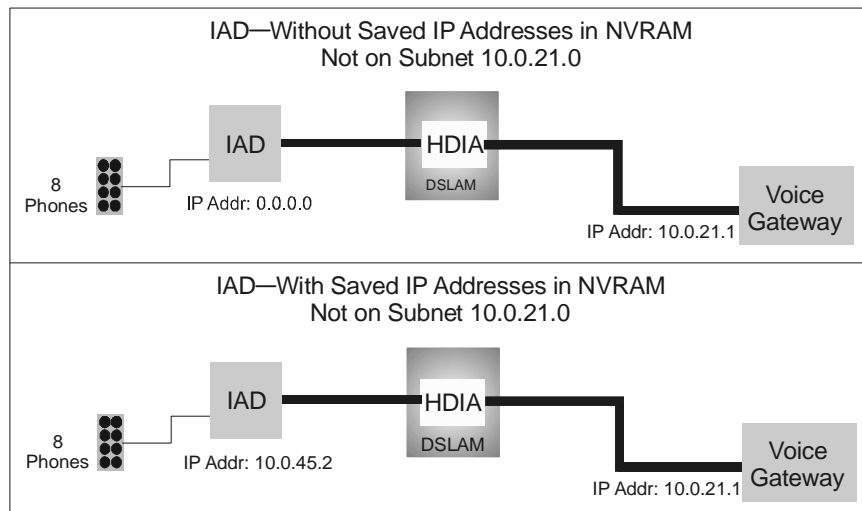 IAD—Without Saved IP Addresses in NVRAM
Not on Subnet 10.0.21.0
IAD
HDIA
DSLAM
8
Phones
IP Addr: 0.0.0.0
Voice
Gateway
IP Addr: 10.0.21.1
IAD—With Saved IP Addresses in NVRAM
Not on Subnet 10.0.21.0
IAD
HDIA
DSLAM
8
Phones
IP Addr: 10.0.45.2
Voice
Gateway
IP Addr: 10.0.21.1